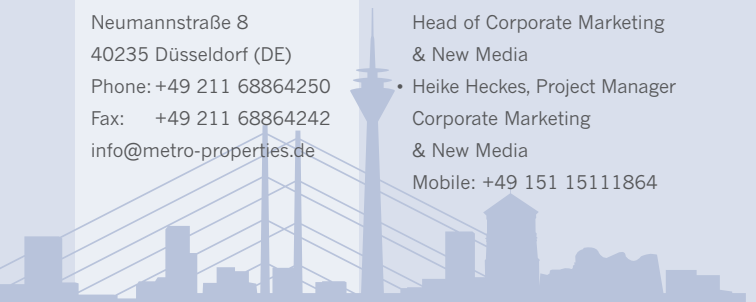 Neumannstraße 8
40235 Düsseldorf (DE)
Phone: +49 211 68864250
Fax: +49 211 68864242
info@metro-properties.de
Head of Corporate Marketing
& New Media
• Heike Heckes, Project Manager
Corporate Marketing
& New Media
Mobile: +49 151 15111864